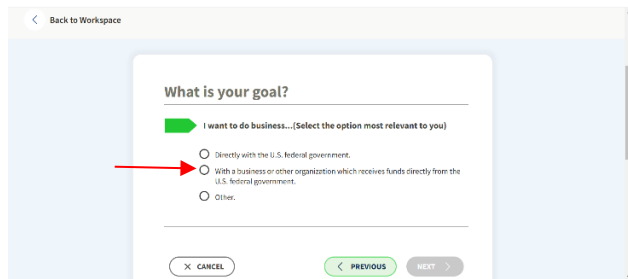 Back to Workspace
What is your goal?
I want to do business...(Select the option most relevant to you)
Directly with the U.S. federal government.
With a business or other organization which receives funds directly from the
U.S. federal government.
Other.
X CANCEL
< PREVIOUS
NEXT >